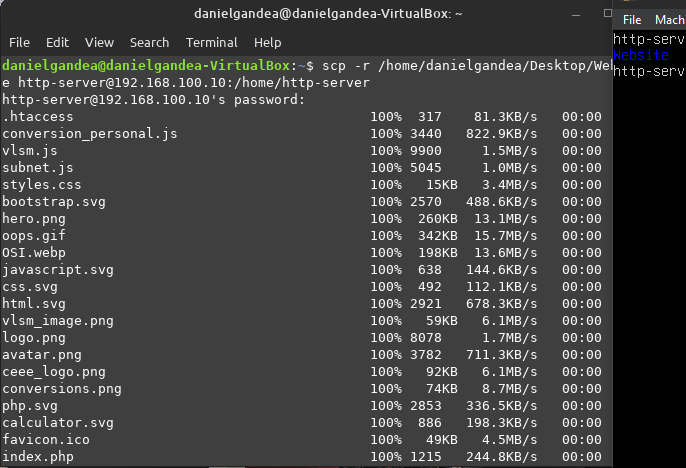 danielgandea@danielgandea-VirtualBox: ~
File Edit View Search Terminal Help
danielgandea@danielgandea-VirtualBox:~$ scp -r /home/danielgandea/Desktop/We
e http-server@192.168.100.10:/home/http-server
http-server@192.168.100.10's password:
.htaccess 100% 317 81.3KB/s 00:00
conversion_personal.js 100% 3440 822.9KB/s 00:00
vlsm.js 100% 9900 1.5MB/s 00:00
subnet.js 100% 5045 1.0MB/s 00:00
styles.css 100% 15KB 3.4MB/s 00:00
bootstrap.svg 100% 2570 488.6KB/s 00:00
hero.png 100% 260KB 13.1MB/s 00:00
oops.gif 100% 342KB 15.7MB/s 00:00
OSI.webp 100% 198KB 13.6MB/s 00:00
javascript.svg 100% 638 144.6KB/s 00:00
css.svg 100% 492 112.1KB/s 00:00
html.svg 100% 2921 678.3KB/s 00:00
vlsm_image.png 100% 59KB 6.1MB/s 00:00
logo.png 100% 8078 1.7MB/s 00:00
avatar.png 100% 3782 711.3KB/s 00:00
ceee_logo.png 100% 92KB 6.1MB/s 00:00
conversions.png 100% 74KB 8.7MB/s 00:00
php.svg 100% 2853 336.5KB/s 00:00
calculator.svg 100% 886 198.3KB/s 00:00
favicon.ico 100% 49KB 4.5MB/s 00:00
index.php 100% 1215 244.8KB/s 00:00
File Mach
http-serv
Website
http-serv